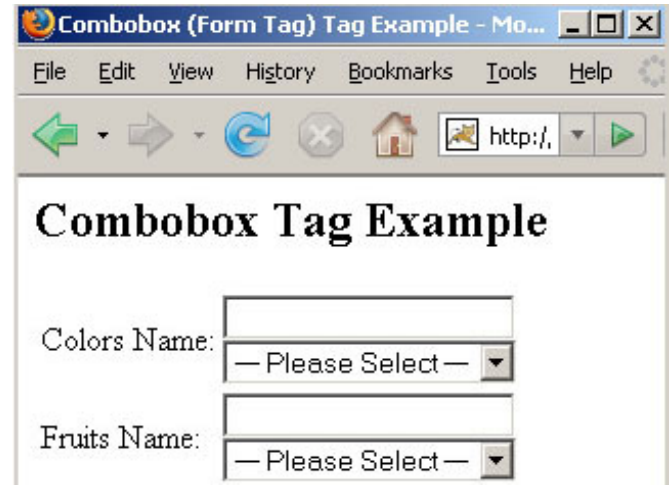 Combobox (Form Tag) Tag Example - Mo...
File Edit View History Bookmarks Tools Help
http:/,
Combobox Tag Example
Colors Name:
— Please Select —
Fruits Name:
— Please Select —